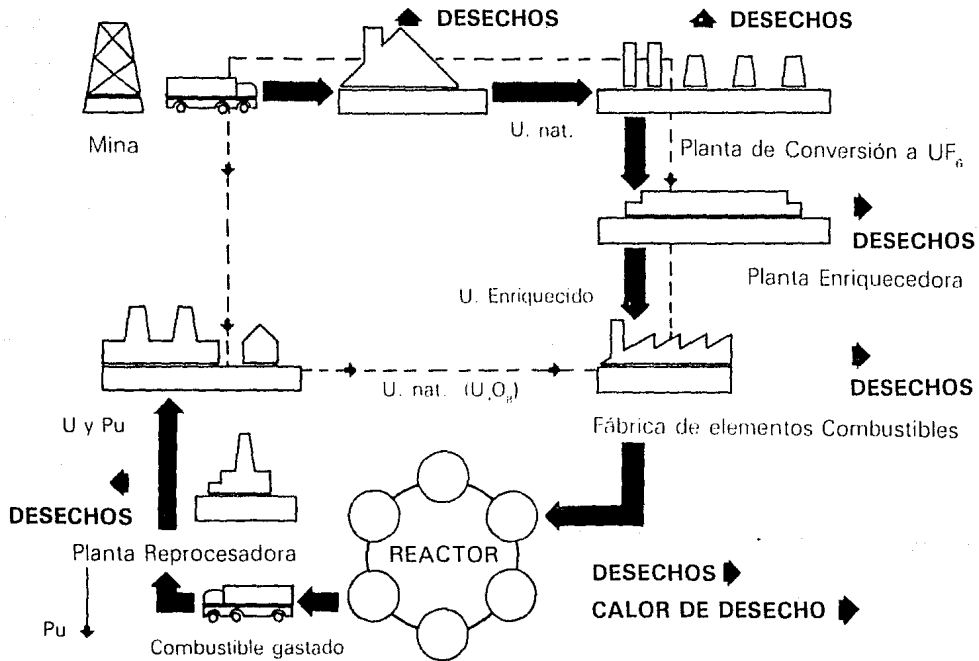 DESECHOS
DESECHOS
Mina
U. nat.
Planta de Conversión a UF₆
DESECHOS
Planta Enriquecedora
U. Enriquecido
DESECHOS
U. nat. (U₃O₈)
Fábrica de elementos Combustibles
U y Pu
DESECHOS
Planta Reprocesadora
REACTOR
DESECHOS
CALOR DE DESECHO
Pu
Combustible gastado